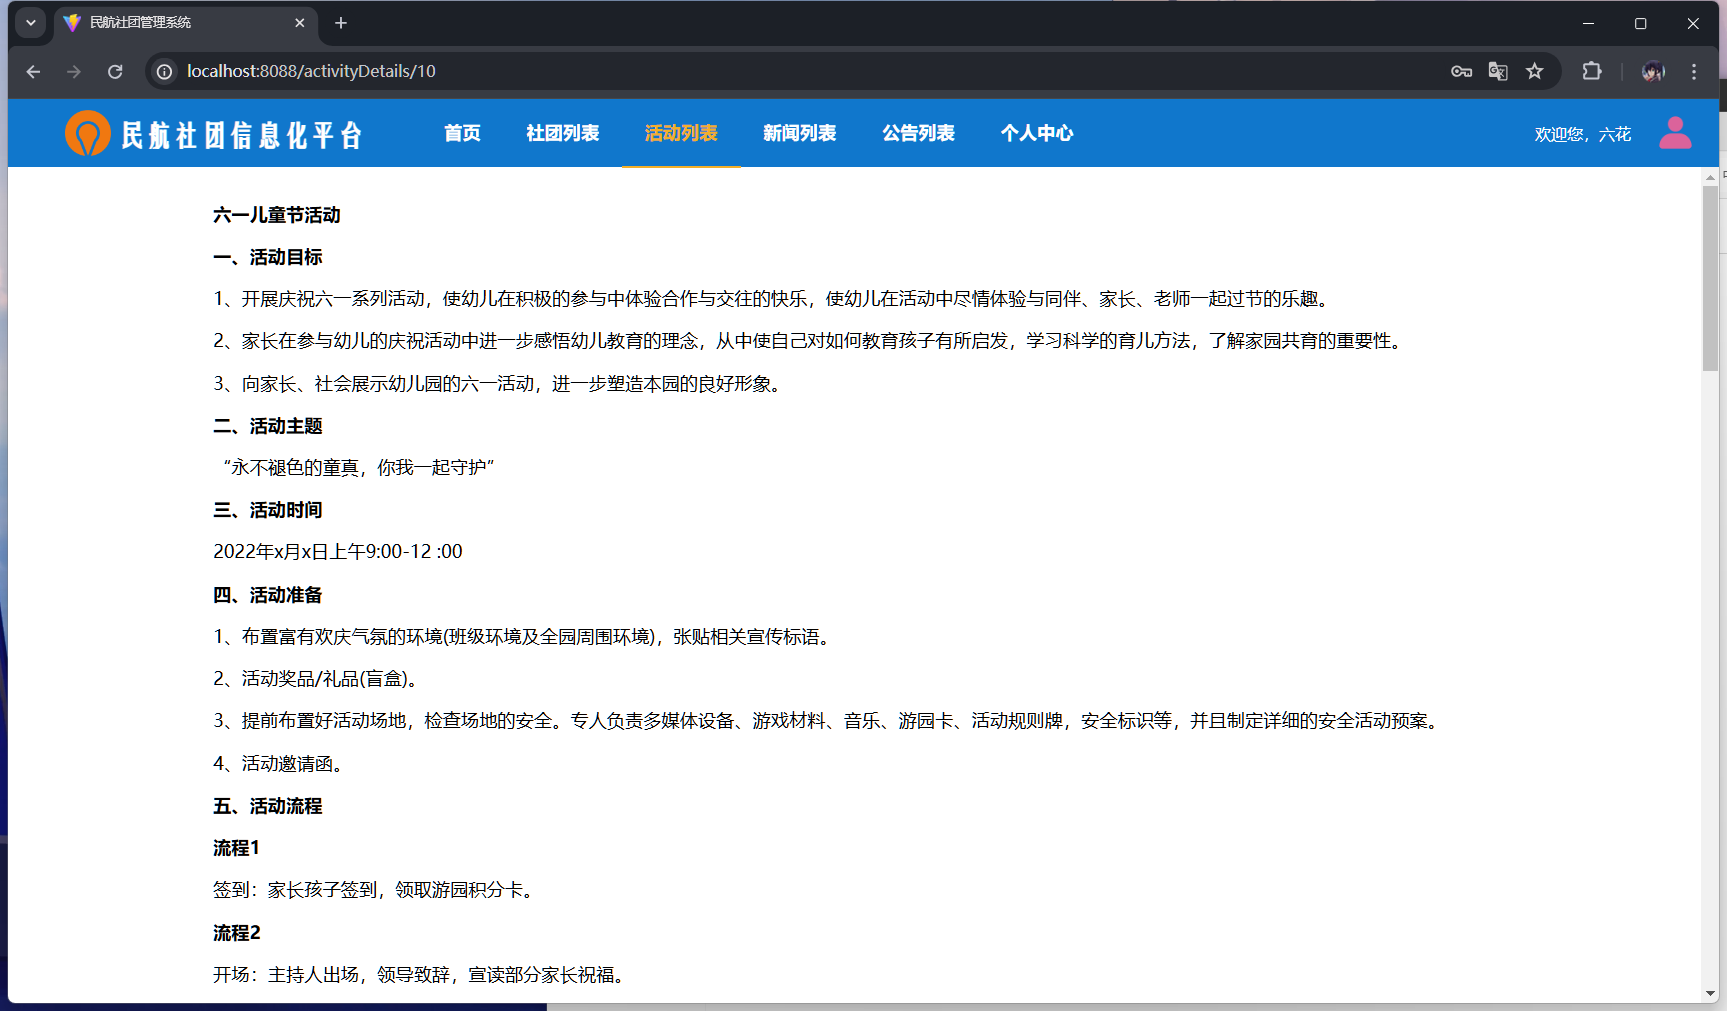 民航社团管理系统
localhost:8088/activityDetails/10
民航社团信息化平台
首页 社团列表 活动列表 新闻列表 公告列表 个人中心
欢迎您，六花
六一儿童节活动
一、活动目标
1、开展庆祝六一系列活动，使幼儿在积极的参与中体验合作与交往的快乐，使幼儿在活动中尽情体验与同伴、家长、老师一起过节的乐趣。
2、家长在参与幼儿的庆祝活动中进一步感悟幼儿教育的理念，从中使自己对如何教育孩子有所启发，学习科学的育儿方法，了解家园共育的重要性。
3、向家长、社会展示幼儿园的六一活动，进一步塑造本园的良好形象。
二、活动主题
“永不褪色的童真，你我一起守护”
三、活动时间
2022年x月x日上午9:00-12 :00
四、活动准备
1、布置富有欢庆气氛的环境(班级环境及全园周围环境)，张贴相关宣传标语。
2、活动奖品/礼品(盲盒)。
3、提前布置好活动场地，检查场地的安全。专人负责多媒体设备、游戏材料、音乐、游园卡、活动规则牌，安全标识等，并且制定详细的安全活动预案。
4、活动邀请函。
五、活动流程
流程1
签到：家长孩子签到，领取游园积分卡。
流程2
开场：主持人出场，领导致辞，宣读部分家长祝福。